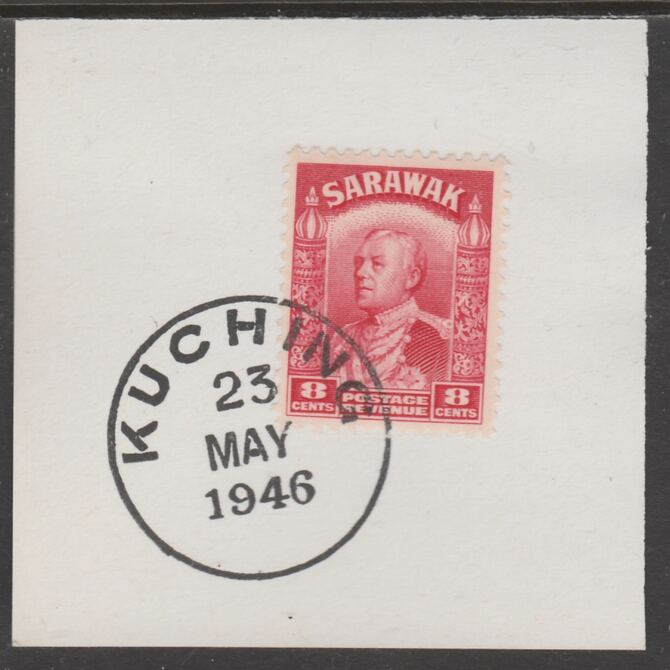 SARAWAK
8 CENTS POSTAGE REVENUE 8 CENTS
KUCHING
23
MAY
1946